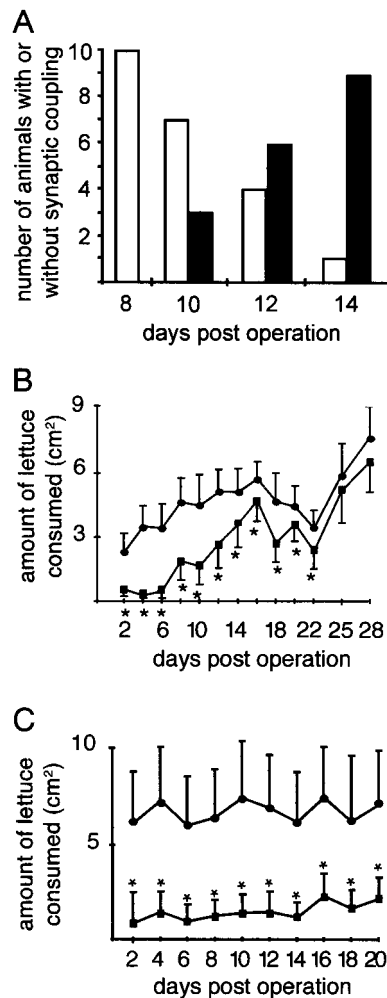 A
number of animals with or
without synaptic coupling
10
8
6
4
2
8 10 12 14
days post operation
B
amount of lettuce
consumed (cm²)
9
6
3
* * * * * * * * * * *
2 6 10 14 18 22 25 28
days post operation
C
amount of lettuce
consumed (cm²)
10
5
* * * * * * * * * *
2 4 6 8 10 12 14 16 18 20
days post operation